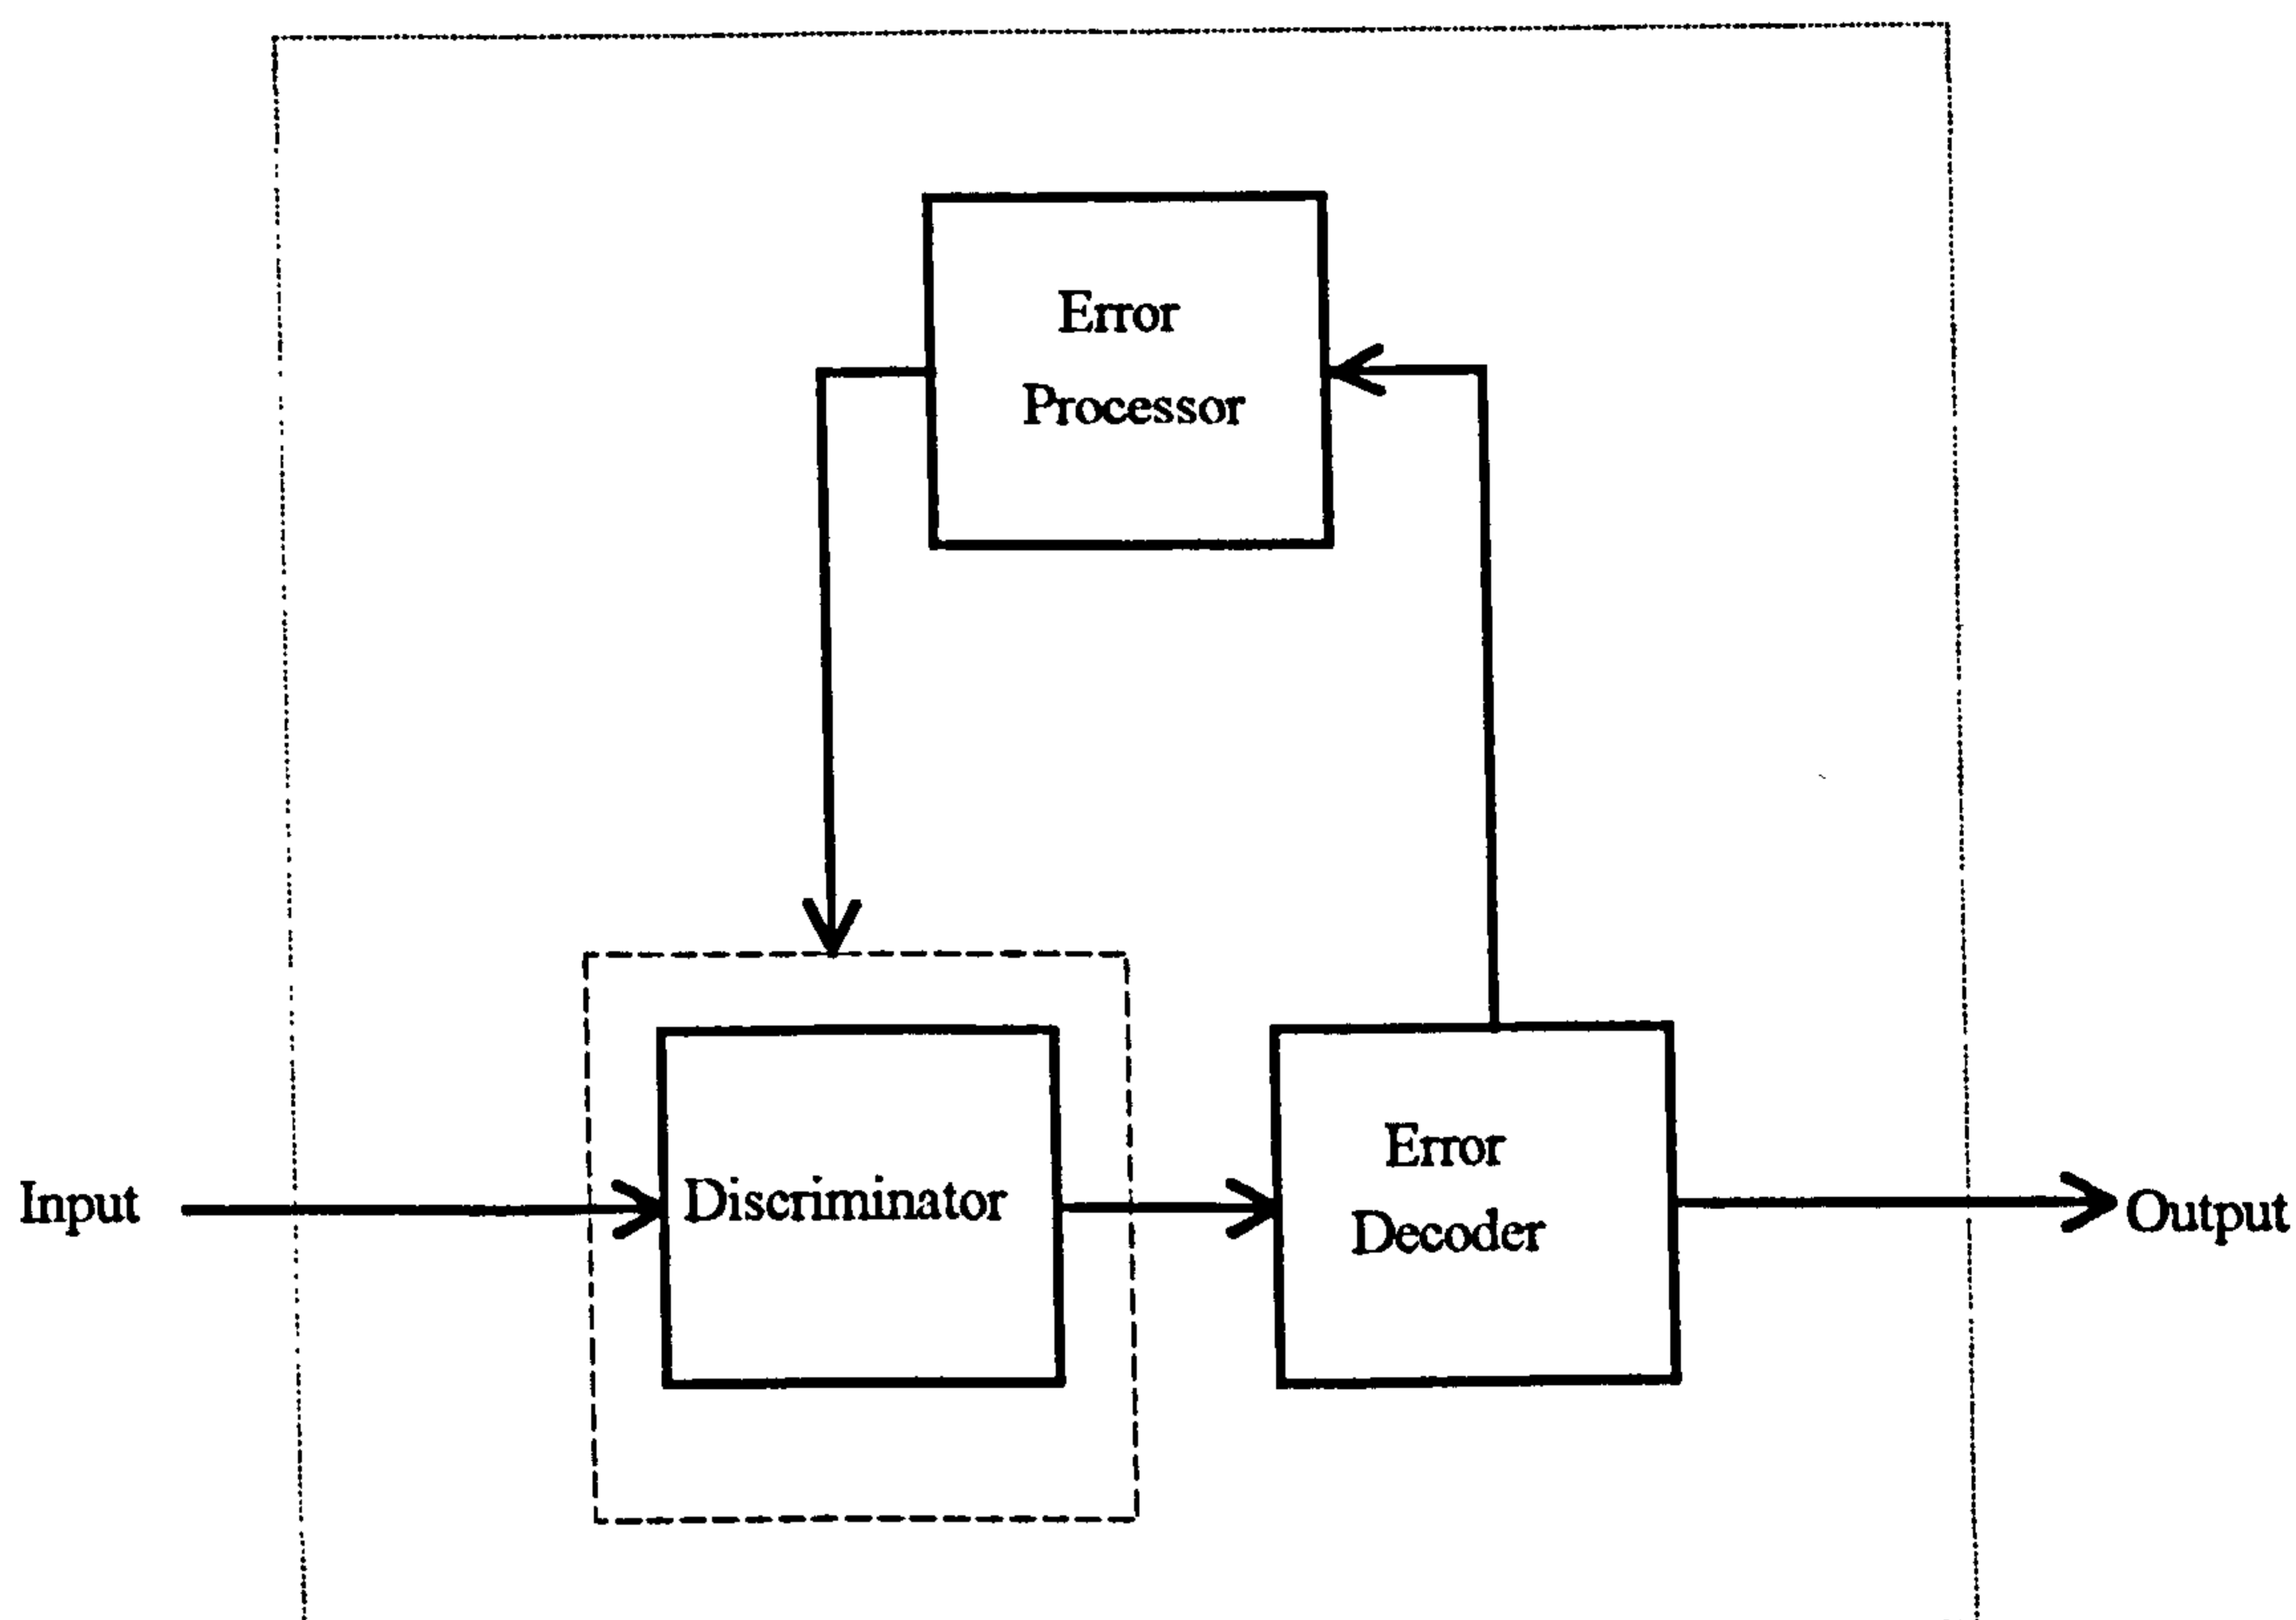 Error
Processor
Input
Discriminator
Error
Decoder
Output